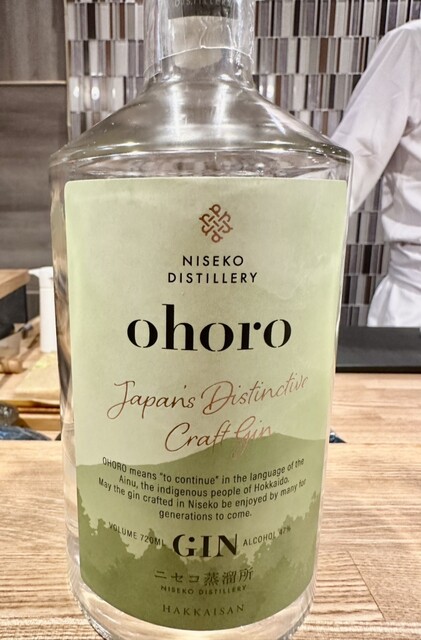 NISEKO
DISTILLERY
ohoro
Japan's Distinctive
Craft Gin
OHORO means "to continue" in the language of the
Ainu, the indigenous people of Hokkaido.
May the gin crafted in Niseko be enjoyed by many for
generations to come.
VOLUME 720ML GIN ALCOHOL 47%
ニセコ蒸溜所
NISEKO DISTILLERY
HAKKAISAN